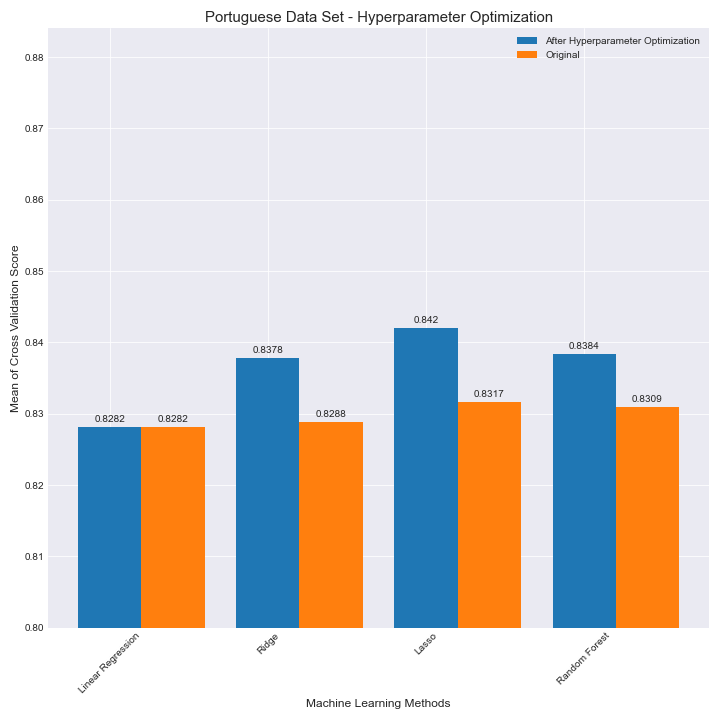 Portuguese Data Set - Hyperparameter Optimization
After Hyperparameter Optimization
Original
Mean of Cross Validation Score
0.88
0.87
0.86
0.85
0.84
0.83
0.82
0.81
0.80
0.8282
0.8282
0.8378
0.8288
0.842
0.8317
0.8384
0.8309
Linear Regression
Ridge
Lasso
Random Forest
Machine Learning Methods